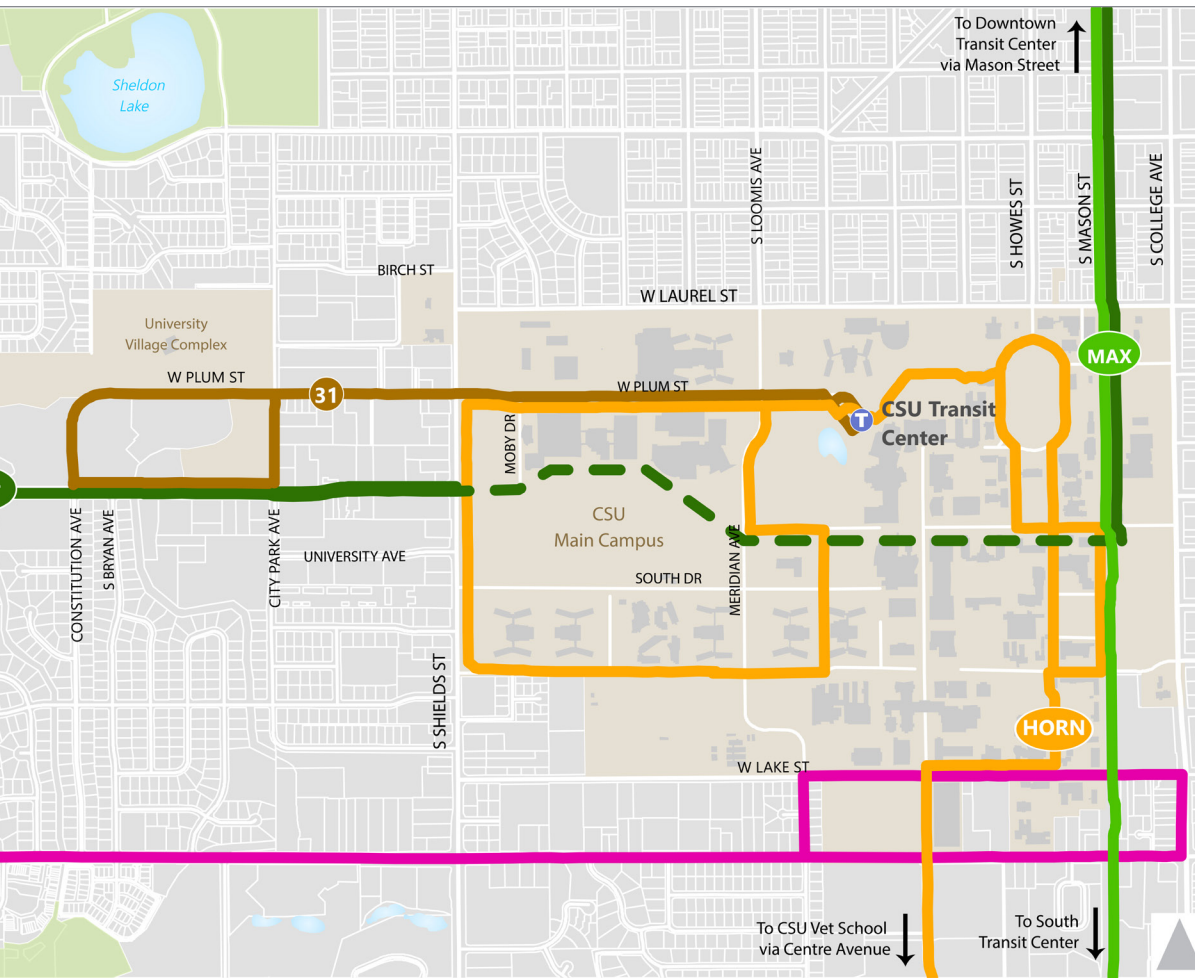 To Downtown
Transit Center
via Mason Street
Sheldon
Lake
S LOOMIS AVE
S HOWES ST
S MASON ST
S COLLEGE AVE
BIRCH ST
W LAUREL ST
University
Village Complex
MAX
W PLUM ST
31
W PLUM ST
T
CSU Transit
Center
MOBY DR
CSU
Main Campus
CONSTITUTION AVE
S BRYAN AVE
CITY PARK AVE
UNIVERSITY AVE
MERIDIAN AVE
SOUTH DR
S SHIELDS ST
HORN
W LAKE ST
To CSU Vet School
via Centre Avenue
To South
Transit Center